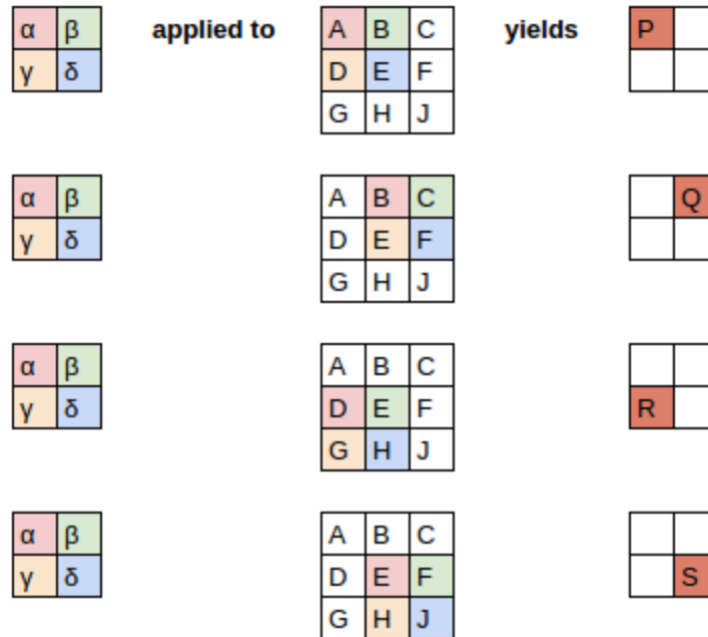 α β applied to A B C yields P
γ δ D E F
G H J
α β A B C Q
γ δ D E F
G H J
α β A B C
γ δ D E F R
G H J
α β A B C
γ δ D E F S
G H J